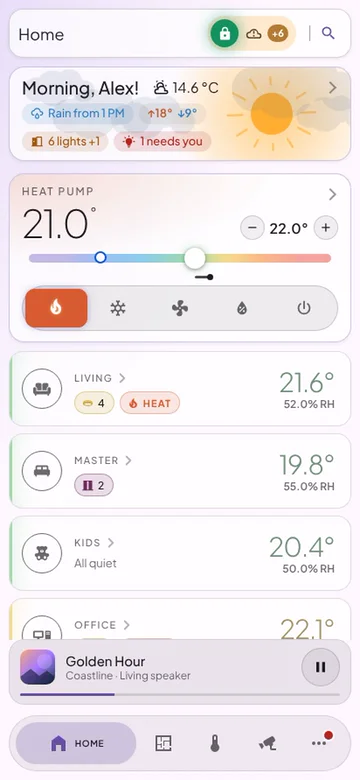 Home
+6
Morning, Alex! 14.6 °C
Rain from 1 PM ↑18° ↓9°
6 lights +1 1 needs you
HEAT PUMP
21.0°
− 22.0° +
LIVING
21.6°
4 HEAT
52.0% RH
MASTER
19.8°
2
55.0% RH
KIDS
20.4°
All quiet
50.0% RH
OFFICE
22.1°
Golden Hour
Coastline · Living speaker
HOME